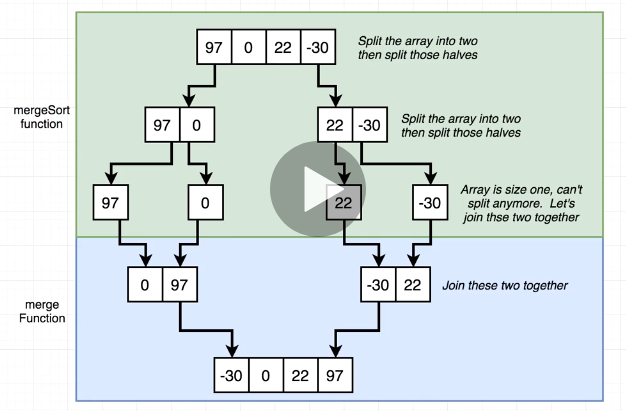 97 0 22 -30
Split the array into two
then split those halves
mergeSort
function
97 0
22 -30
Split the array into two
then split those halves
97
0
22
-30
Array is size one, can't
split anymore. Let's
join thse two together
merge
Function
0 97
-30 22
Join these two together
-30 0 22 97